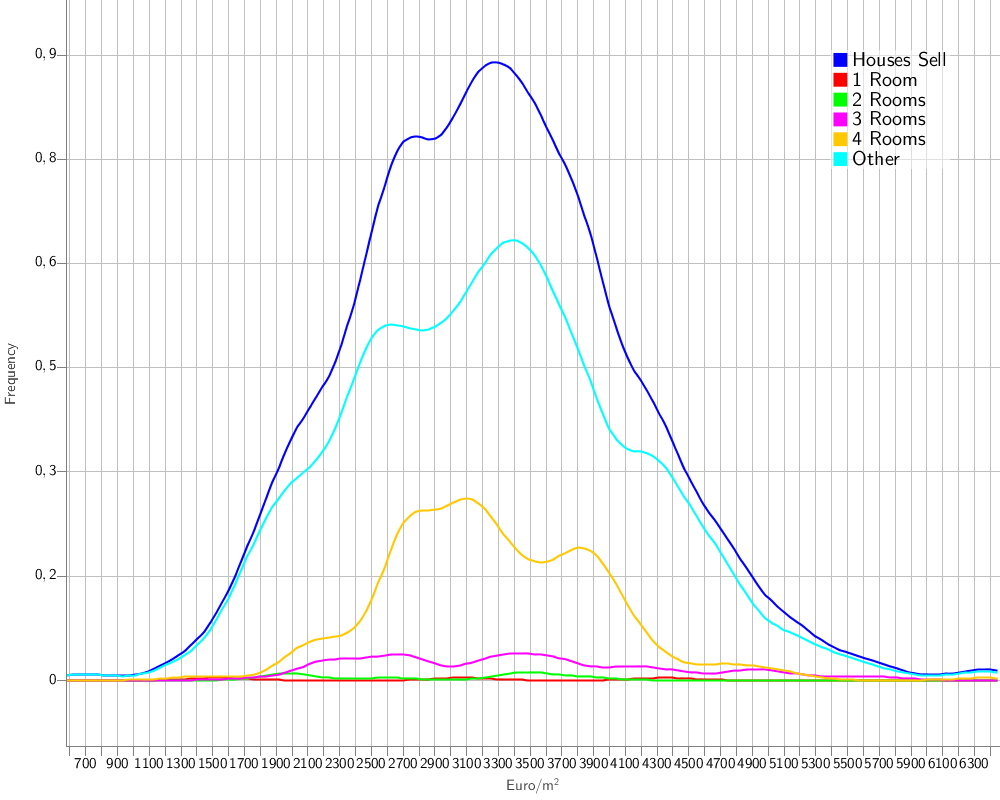 0, 9
Houses Sell
1 Room
2 Rooms
3 Rooms
4 Rooms
Other
0, 8
0, 6
0, 5
0, 3
0, 2
0
Frequency
700 900 1100 1300 1500 1700 1900 2100 2300 2500 2700 2900 3100 3300 3500 3700 3900 4100 4300 4500 4700 4900 5100 5300 5500 5700 5900 6100 6300
Euro/m²